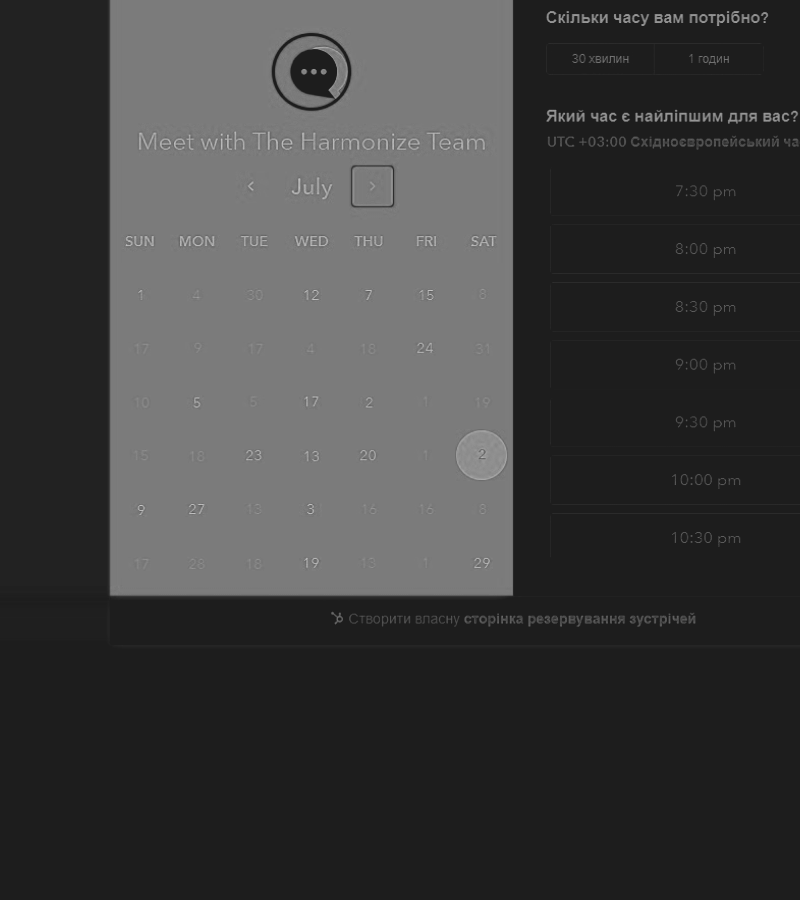 Meet with The Harmonize Team
July
SUN MON TUE WED THU FRI SAT
1 4 30 12 7 15 8
17 9 17 4 18 24 31
10 5 5 17 2 1 19
15 18 23 13 20 1 2
9 27 13 3 16 16 8
17 28 18 19 13 1 29
Скільки часу вам потрібно?
30 хвилин 1 годин
Який час є найліпшим для вас?
UTC +03:00 Східноєвропейський ча
7:30 pm
8:00 pm
8:30 pm
9:00 pm
9:30 pm
10:00 pm
10:30 pm
Створити власну сторінка резервування зустрічей